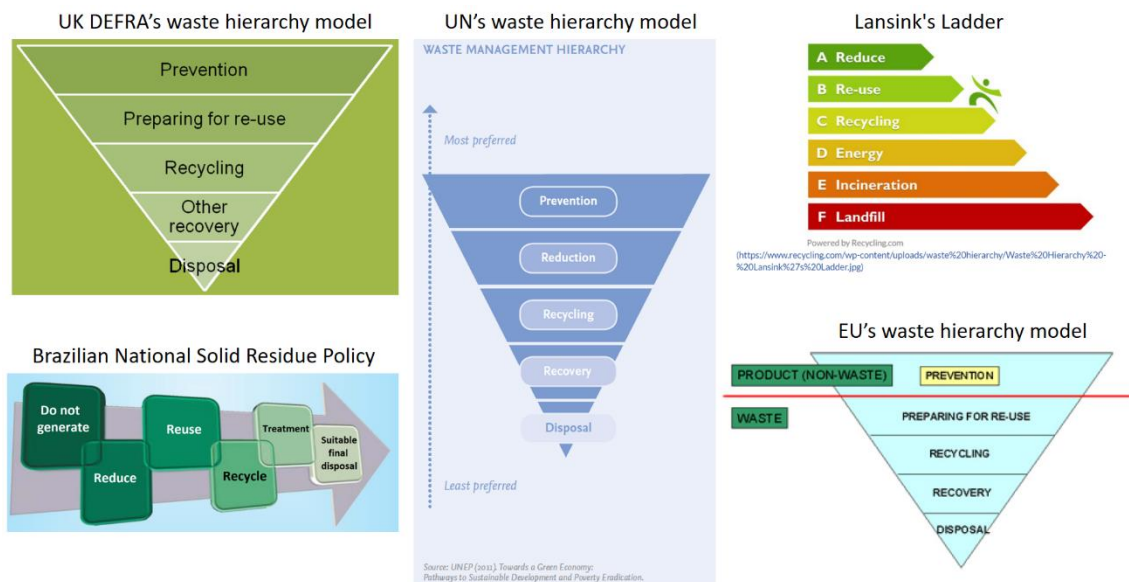 UK DEFRA's waste hierarchy model
Prevention
Preparing for re-use
Recycling
Other
recovery
Disposal
UN's waste hierarchy model
WASTE MANAGEMENT HIERARCHY
Most preferred
Prevention
Reduction
Recycling
Recovery
Disposal
Least preferred
Source: UNEP (2011). Towards a Green Economy:
Pathways to Sustainable Development and Poverty Eradication.
Lansink's Ladder
A Reduce
B Re-use
C Recycling
D Energy
E Incineration
F Landfill
Powered by Recycling.com
(https://www.recycling.com/wp-content/uploads/waste%20hierarchy/Waste%20Hierarchy%20-
%20Lansink%27s%20Ladder.jpg)
Brazilian National Solid Residue Policy
Do not
generate
Reduce
Reuse
Recycle
Treatment
Suitable
final
disposal
EU's waste hierarchy model
PRODUCT (NON-WASTE)
PREVENTION
WASTE
PREPARING FOR RE-USE
RECYCLING
RECOVERY
DISPOSAL